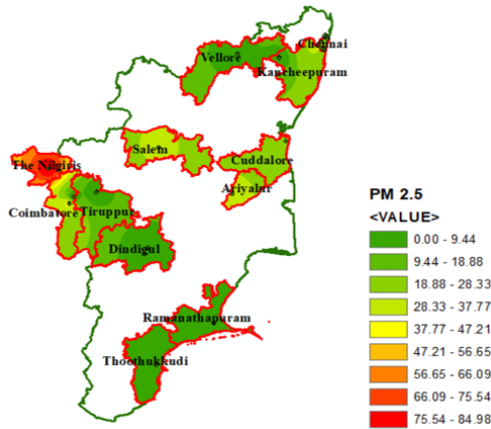 Chennai
Vellore
Kancheepuram
Salem
Cuddalore
The Nilgiris
Ariyalur
Coimbatore
Tiruppur
Dindigul
Ramanathapuram
Thoothukkudi
PM 2.5
<VALUE>
0.00 - 9.44
9.44 - 18.88
18.88 - 28.33
28.33 - 37.77
37.77 - 47.21
47.21 - 56.65
56.65 - 66.09
66.09 - 75.54
75.54 - 84.98